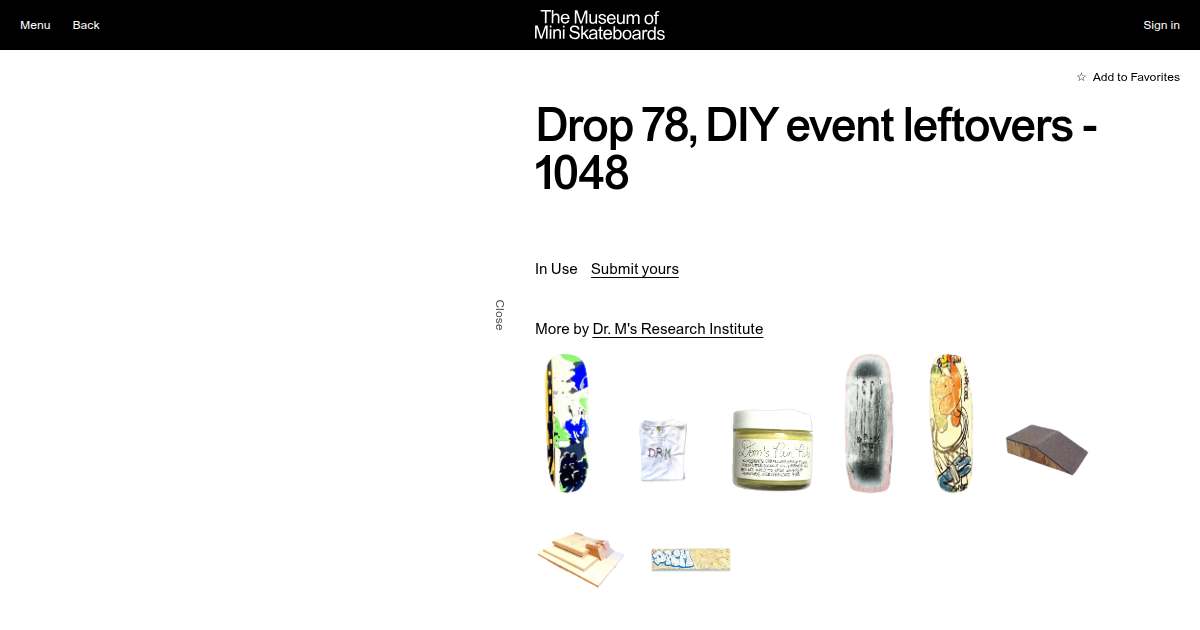 Menu Back
The Museum of
Mini Skateboards
Sign in
☆ Add to Favorites
Drop 78, DIY event leftovers -
1048
In Use Submit yours
Close
More by Dr. M's Research Institute
DR.M